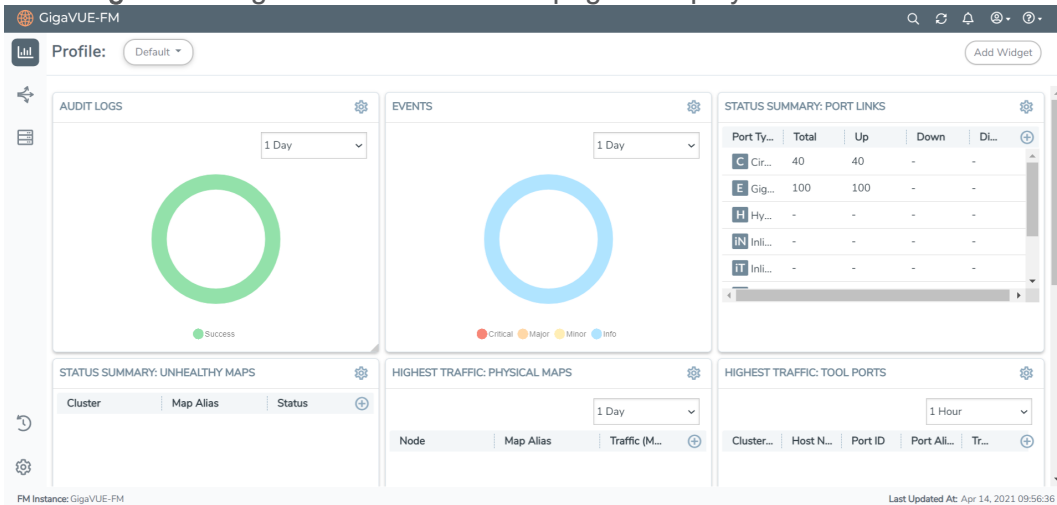 GigaVUE-FM
Profile:
Default
Add Widget
AUDIT LOGS
1 Day
Success
EVENTS
1 Day
Critical Major Minor Info
STATUS SUMMARY: PORT LINKS
Port Ty... Total Up Down Di...
C Cir... 40 40 - -
E Gig... 100 100 - -
H Hy... - - - -
iN Inli... - - - -
iT Inli... - - - -
STATUS SUMMARY: UNHEALTHY MAPS
Cluster Map Alias Status
HIGHEST TRAFFIC: PHYSICAL MAPS
1 Day
Node Map Alias Traffic (M...
HIGHEST TRAFFIC: TOOL PORTS
1 Hour
Cluster... Host N... Port ID Port Ali... Tr...
FM Instance: GigaVUE-FM
Last Updated At: Apr 14, 2021 09:56:36